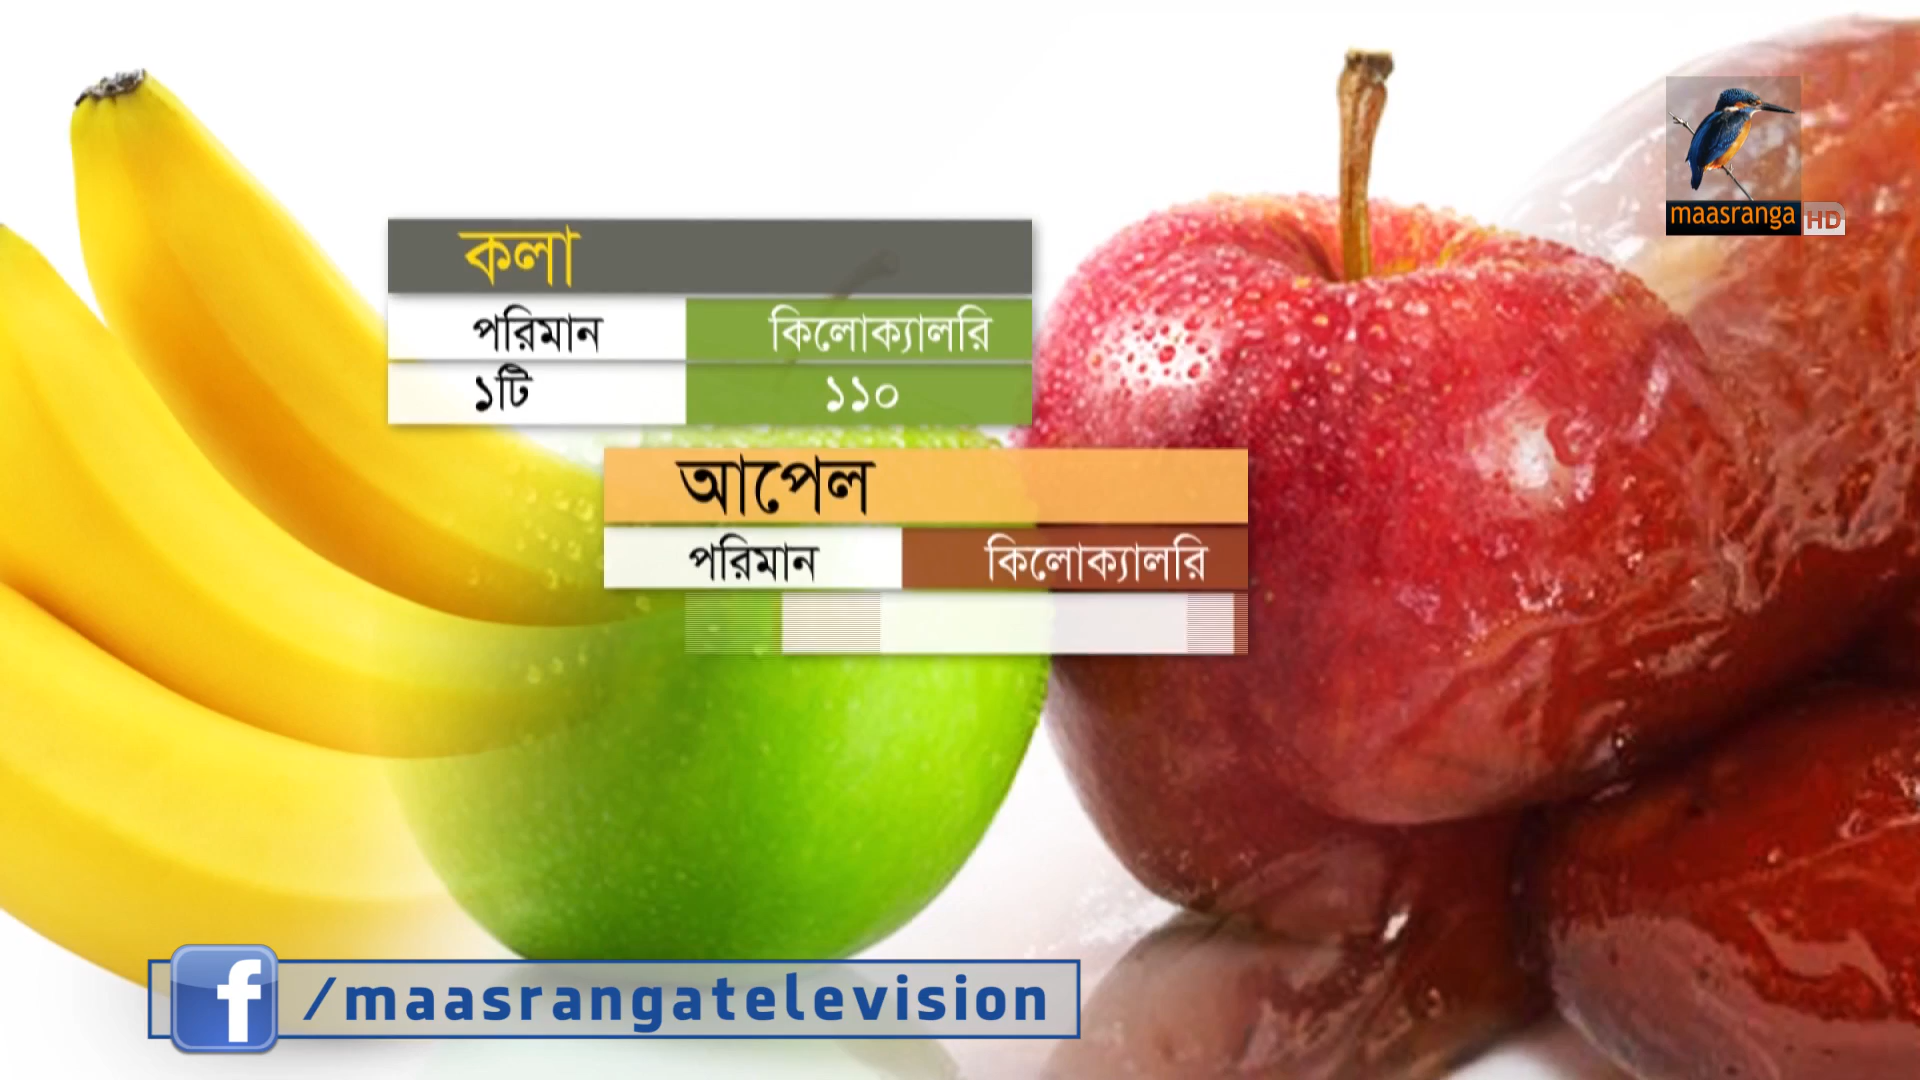 maasranga HD
কলা
পরিমান কিলোক্যালরি
১টি ১১০
আপেল
পরিমান কিলোক্যালরি
/maasrangatelevision